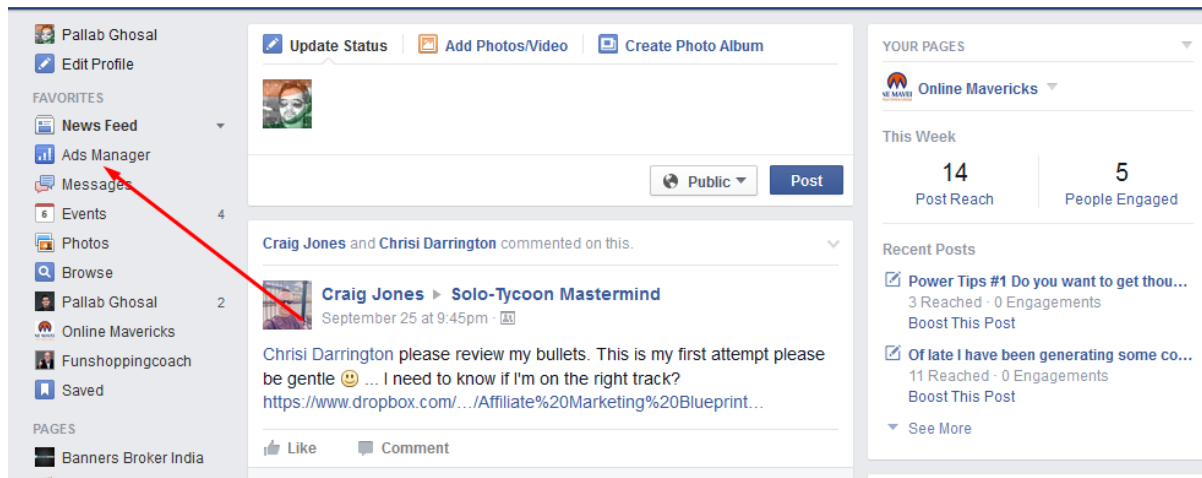 Pallab Ghosal
Edit Profile
FAVORITES
News Feed
Ads Manager
Messages
6 Events 4
Photos
Browse
Pallab Ghosal 2
Online Mavericks
Funshoppingcoach
Saved
PAGES
Banners Broker India
Update Status Add Photos/Video Create Photo Album
Public Post
Craig Jones and Chrisi Darrington commented on this.
Craig Jones ▸ Solo-Tycoon Mastermind
September 25 at 9:45pm ·
Chrisi Darrington please review my bullets. This is my first attempt please
be gentle 🙂 ... I need to know if I'm on the right track?
https://www.dropbox.com/.../Affiliate%20Marketing%20Blueprint...
Like Comment
YOUR PAGES
Online Mavericks
This Week
14 5
Post Reach People Engaged
Recent Posts
Power Tips #1 Do you want to get thou...
3 Reached · 0 Engagements
Boost This Post
Of late I have been generating some co...
11 Reached · 0 Engagements
Boost This Post
See More